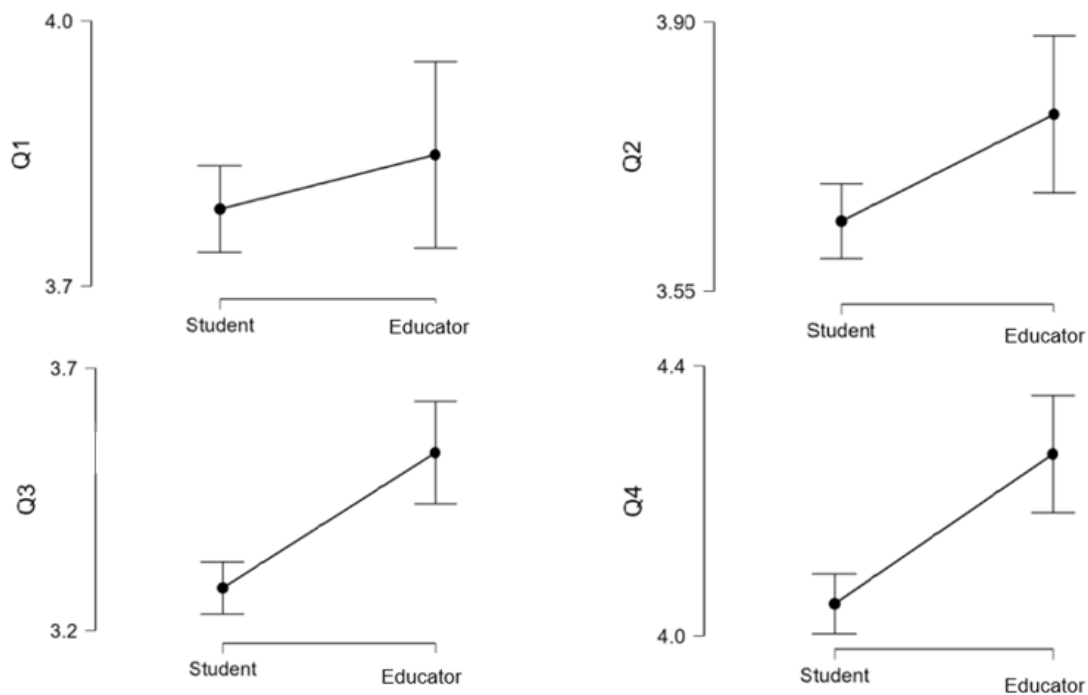 4.0
Q1
3.7
Student
Educator
3.90
Q2
3.55
Student
Educator
3.7
Q3
3.2
Student
Educator
4.4
Q4
4.0
Student
Educator